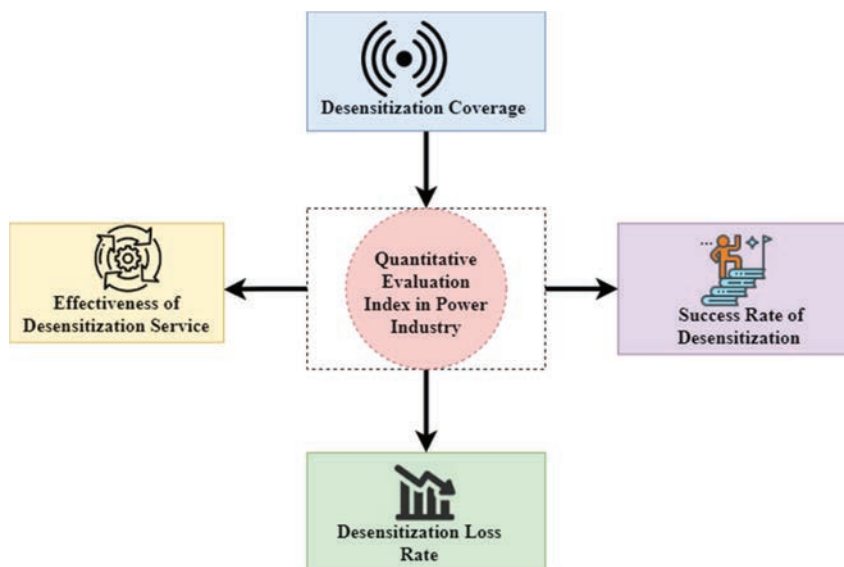 Desensitization Coverage
Quantitative
Evaluation
Index in Power
Industry
Effectiveness of
Desensitization Service
Success Rate of
Desensitization
Desensitization Loss
Rate